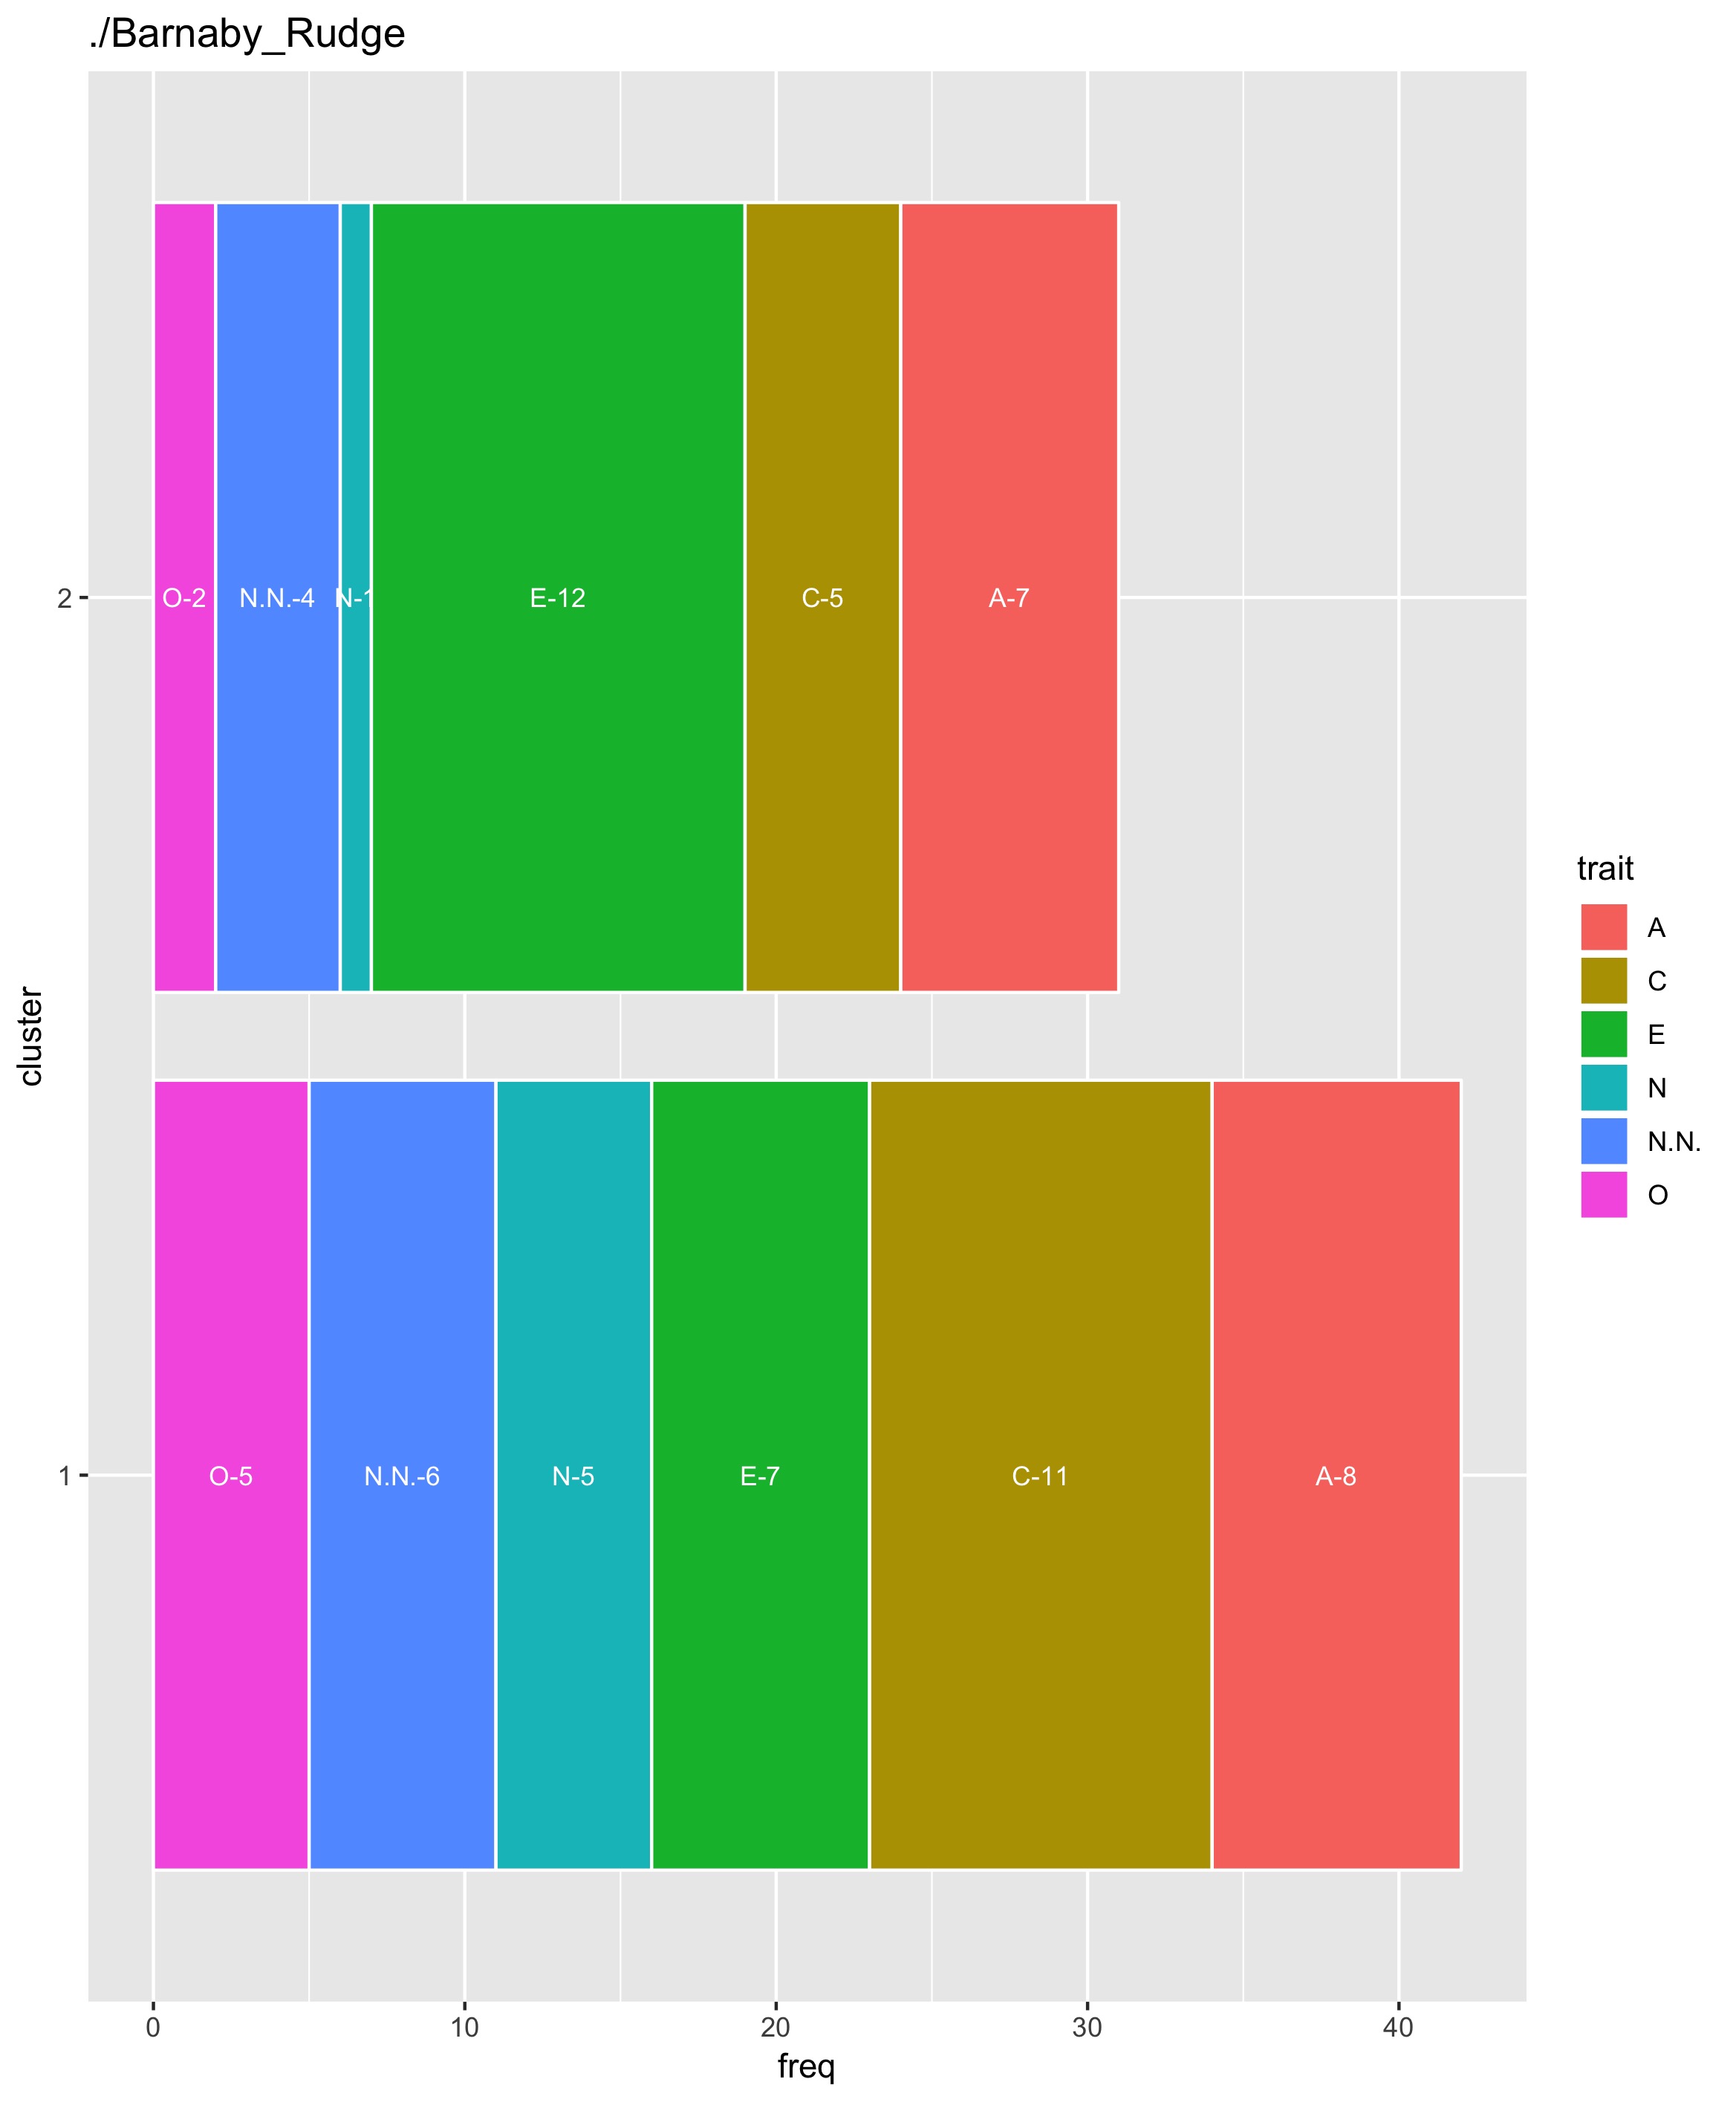 ./Barnaby_Rudge
2
O-2 N.N.-4 N-1 E-12 C-5 A-7
cluster
1
O-5 N.N.-6 N-5 E-7 C-11 A-8
0 10 20 30 40
freq
trait
A
C
E
N
N.N.
O